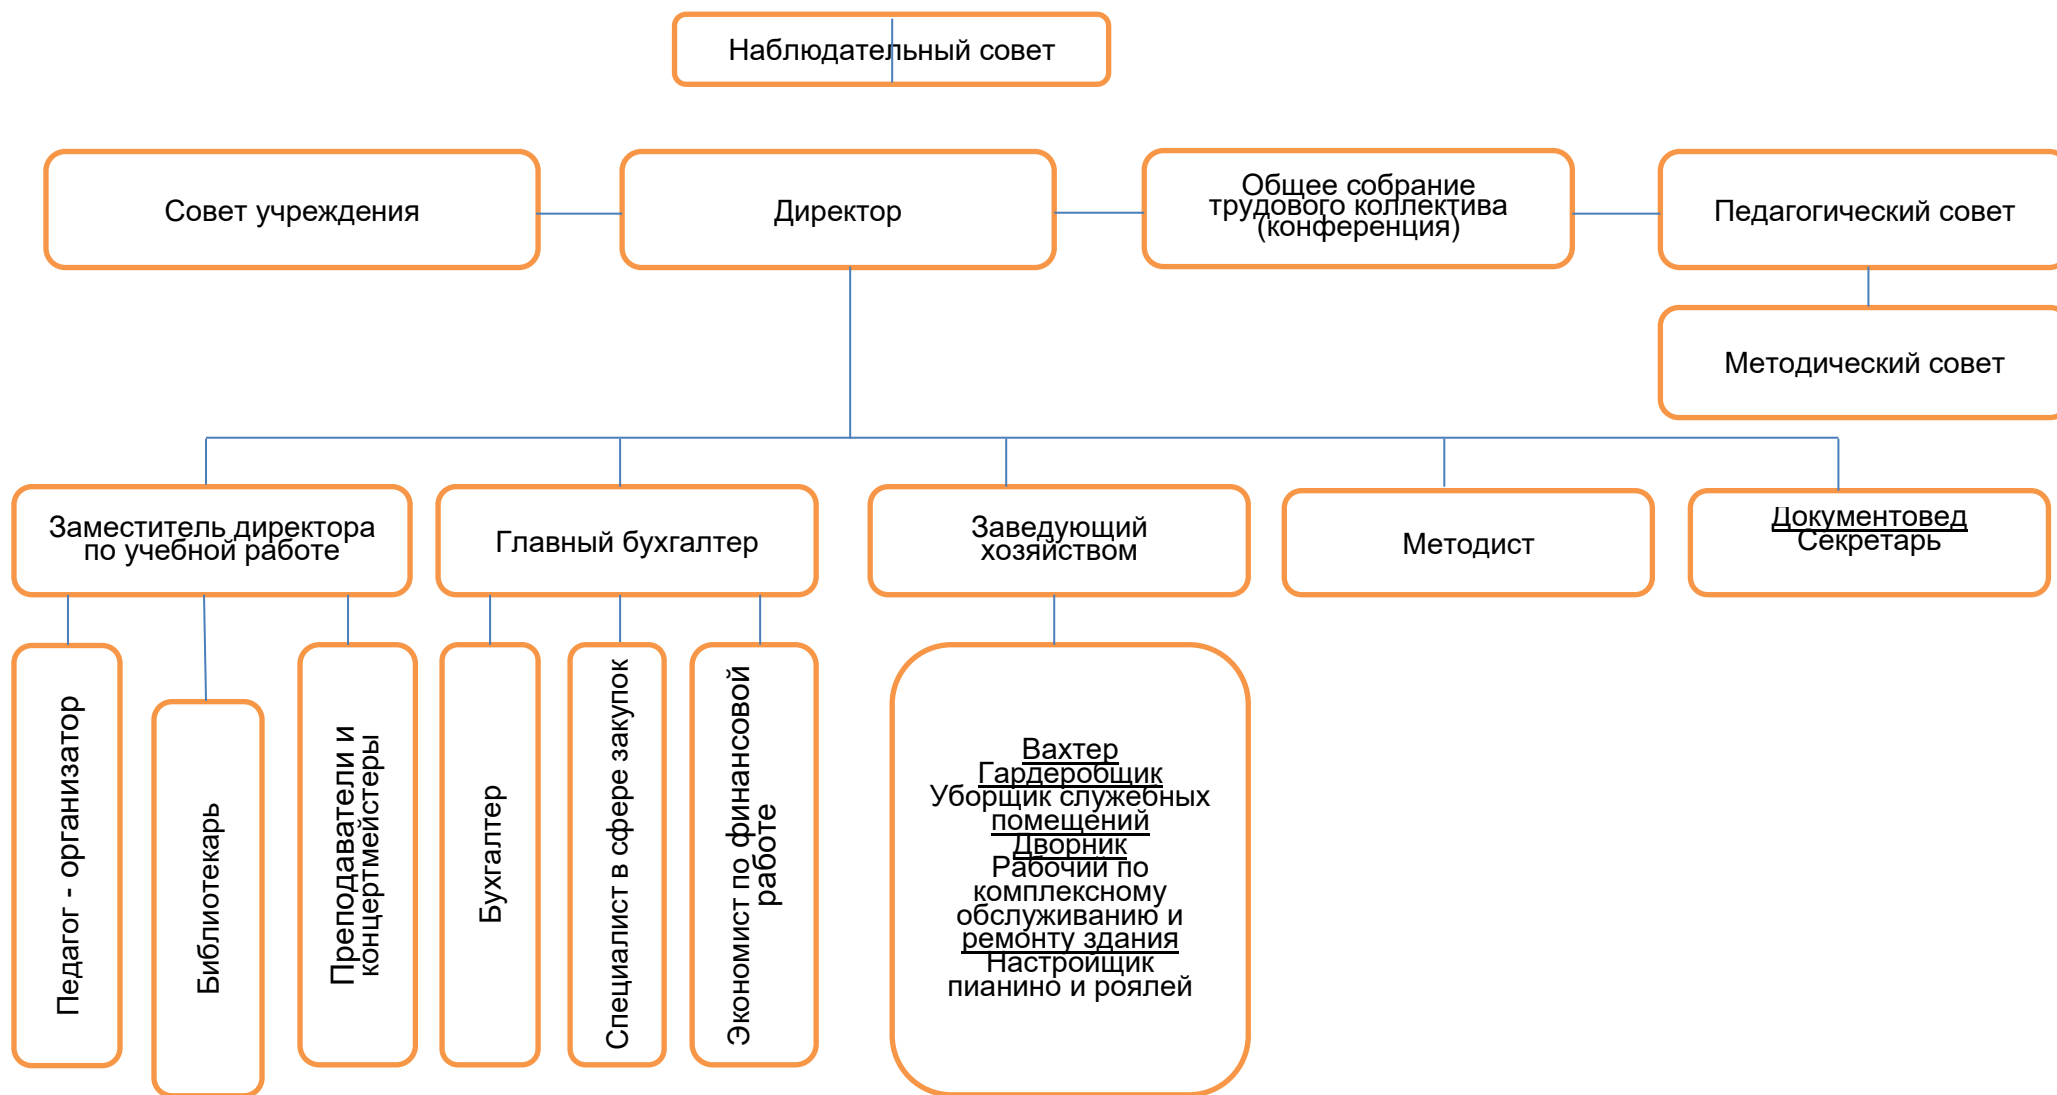 Наблюдательный совет
Совет учреждения
Директор
Общее собрание
трудового коллектива
(конференция)
Педагогический совет
Методический совет
Заместитель директора
по учебной работе
Главный бухгалтер
Заведующий
хозяйством
Методист
Документовед
Секретарь
Педагог - организатор
Библиотекарь
Преподаватели и
концертмейстеры
Бухгалтер
Специалист в сфере закупок
Экономист по финансовой
работе
Вахтер
Гардеробщик
Уборщик служебных
помещений
Дворник
Рабочий по
комплексному
обслуживанию и
ремонту здания
Настройщик
пианино и роялей